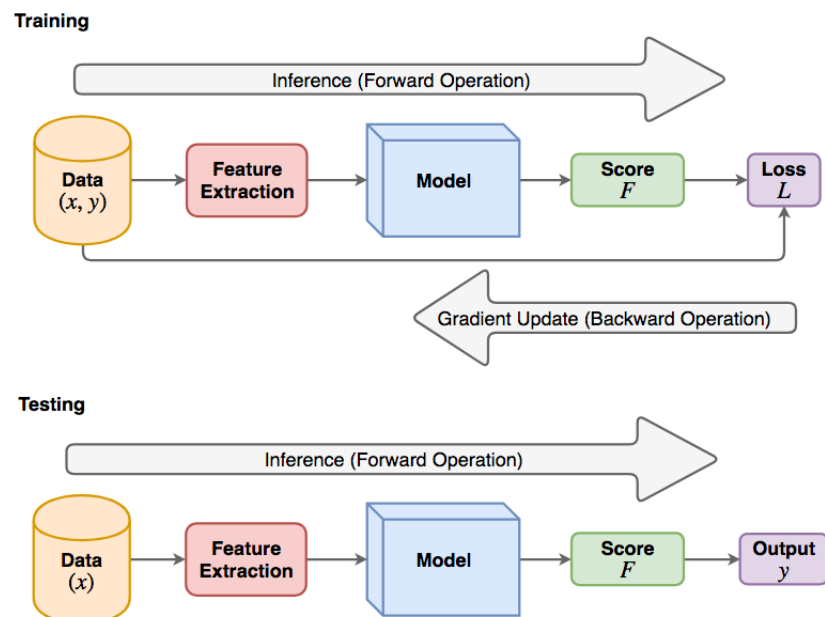 Training
Inference (Forward Operation)
Data
(x, y)
Feature
Extraction
Model
Score
F
Loss
L
Gradient Update (Backward Operation)
Testing
Inference (Forward Operation)
Data
(x)
Feature
Extraction
Model
Score
F
Output
y